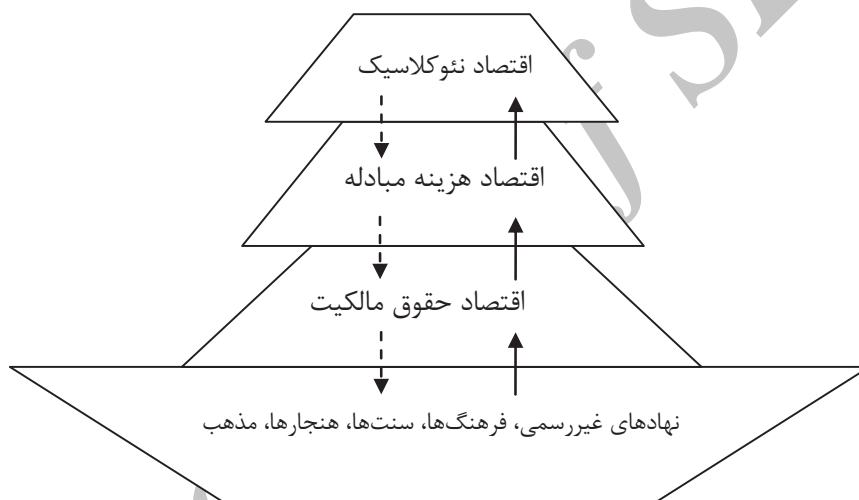 اقتصاد نئوکلاسیک
اقتصاد هزینه مبادله
اقتصاد حقوق مالکیت
نهادهای غیررسمی، فرهنگ‌ها، سنت‌ها، هنجارها، مذهب